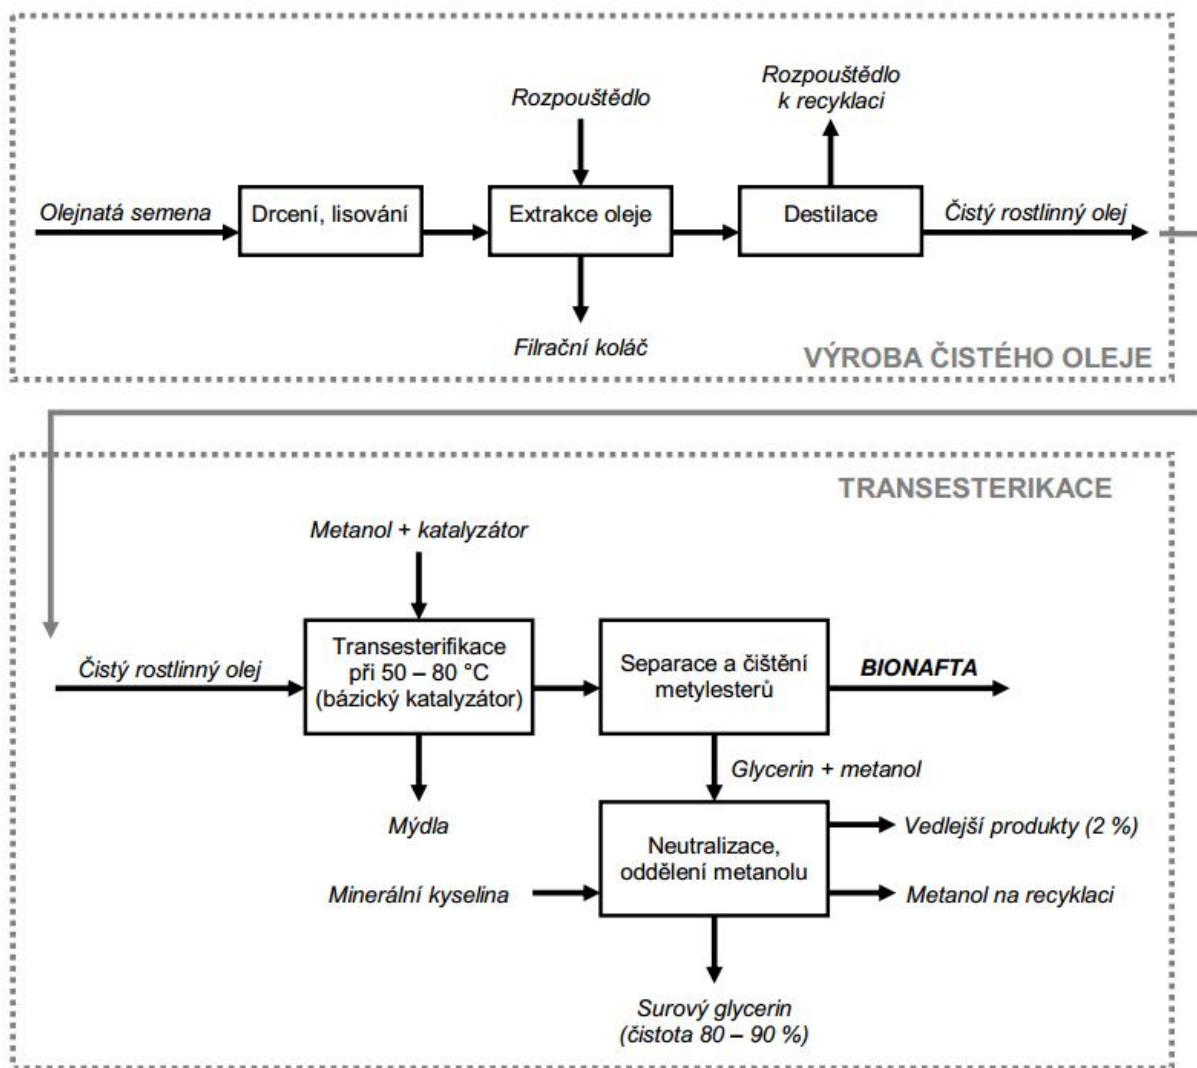 Rozpouštědlo
Rozpouštědlo
k recyklaci
Olejnatá semena
Drcení, lisování
Extrakce oleje
Destilace
Čistý rostlinný olej
Filrační koláč
VÝROBA ČISTÉHO OLEJE
TRANSESTERIKACE
Metanol + katalyzátor
Čistý rostlinný olej
Transesterifikace
při 50 – 80 °C
(bázický katalyzátor)
Separace a čištění
metylesterů
BIONAFTA
Glycerin + metanol
Mýdla
Minerální kyselina
Neutralizace,
oddělení metanolu
Vedlejší produkty (2 %)
Metanol na recyklaci
Surový glycerin
(čistota 80 – 90 %)